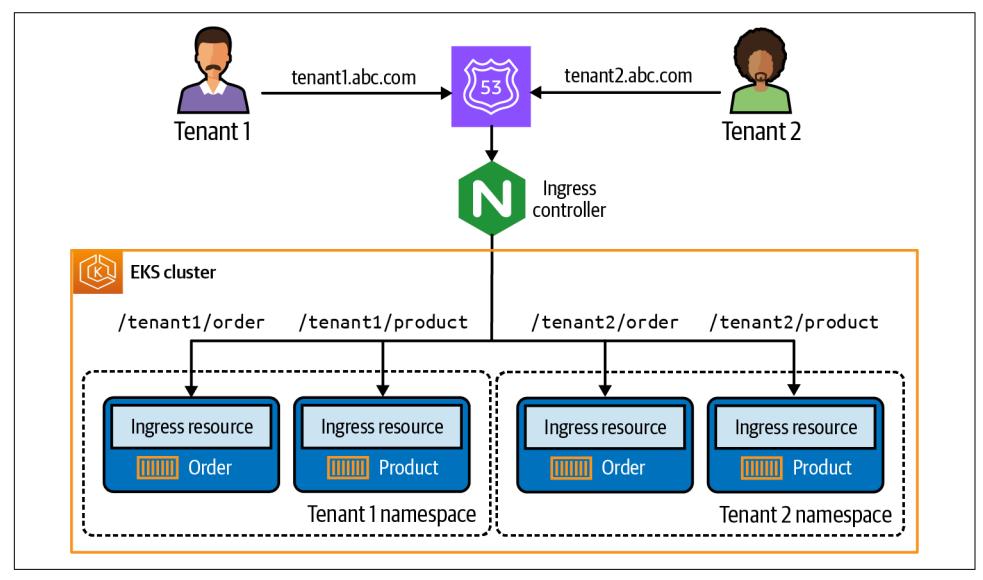 tenant1.abc.com
tenant2.abc.com
53
Tenant 1
Tenant 2
N
Ingress
controller
K
EKS cluster
/tenant1/order
/tenant1/product
/tenant2/order
/tenant2/product
Ingress resource
Ingress resource
Ingress resource
Ingress resource
Order
Product
Order
Product
Tenant 1 namespace
Tenant 2 namespace